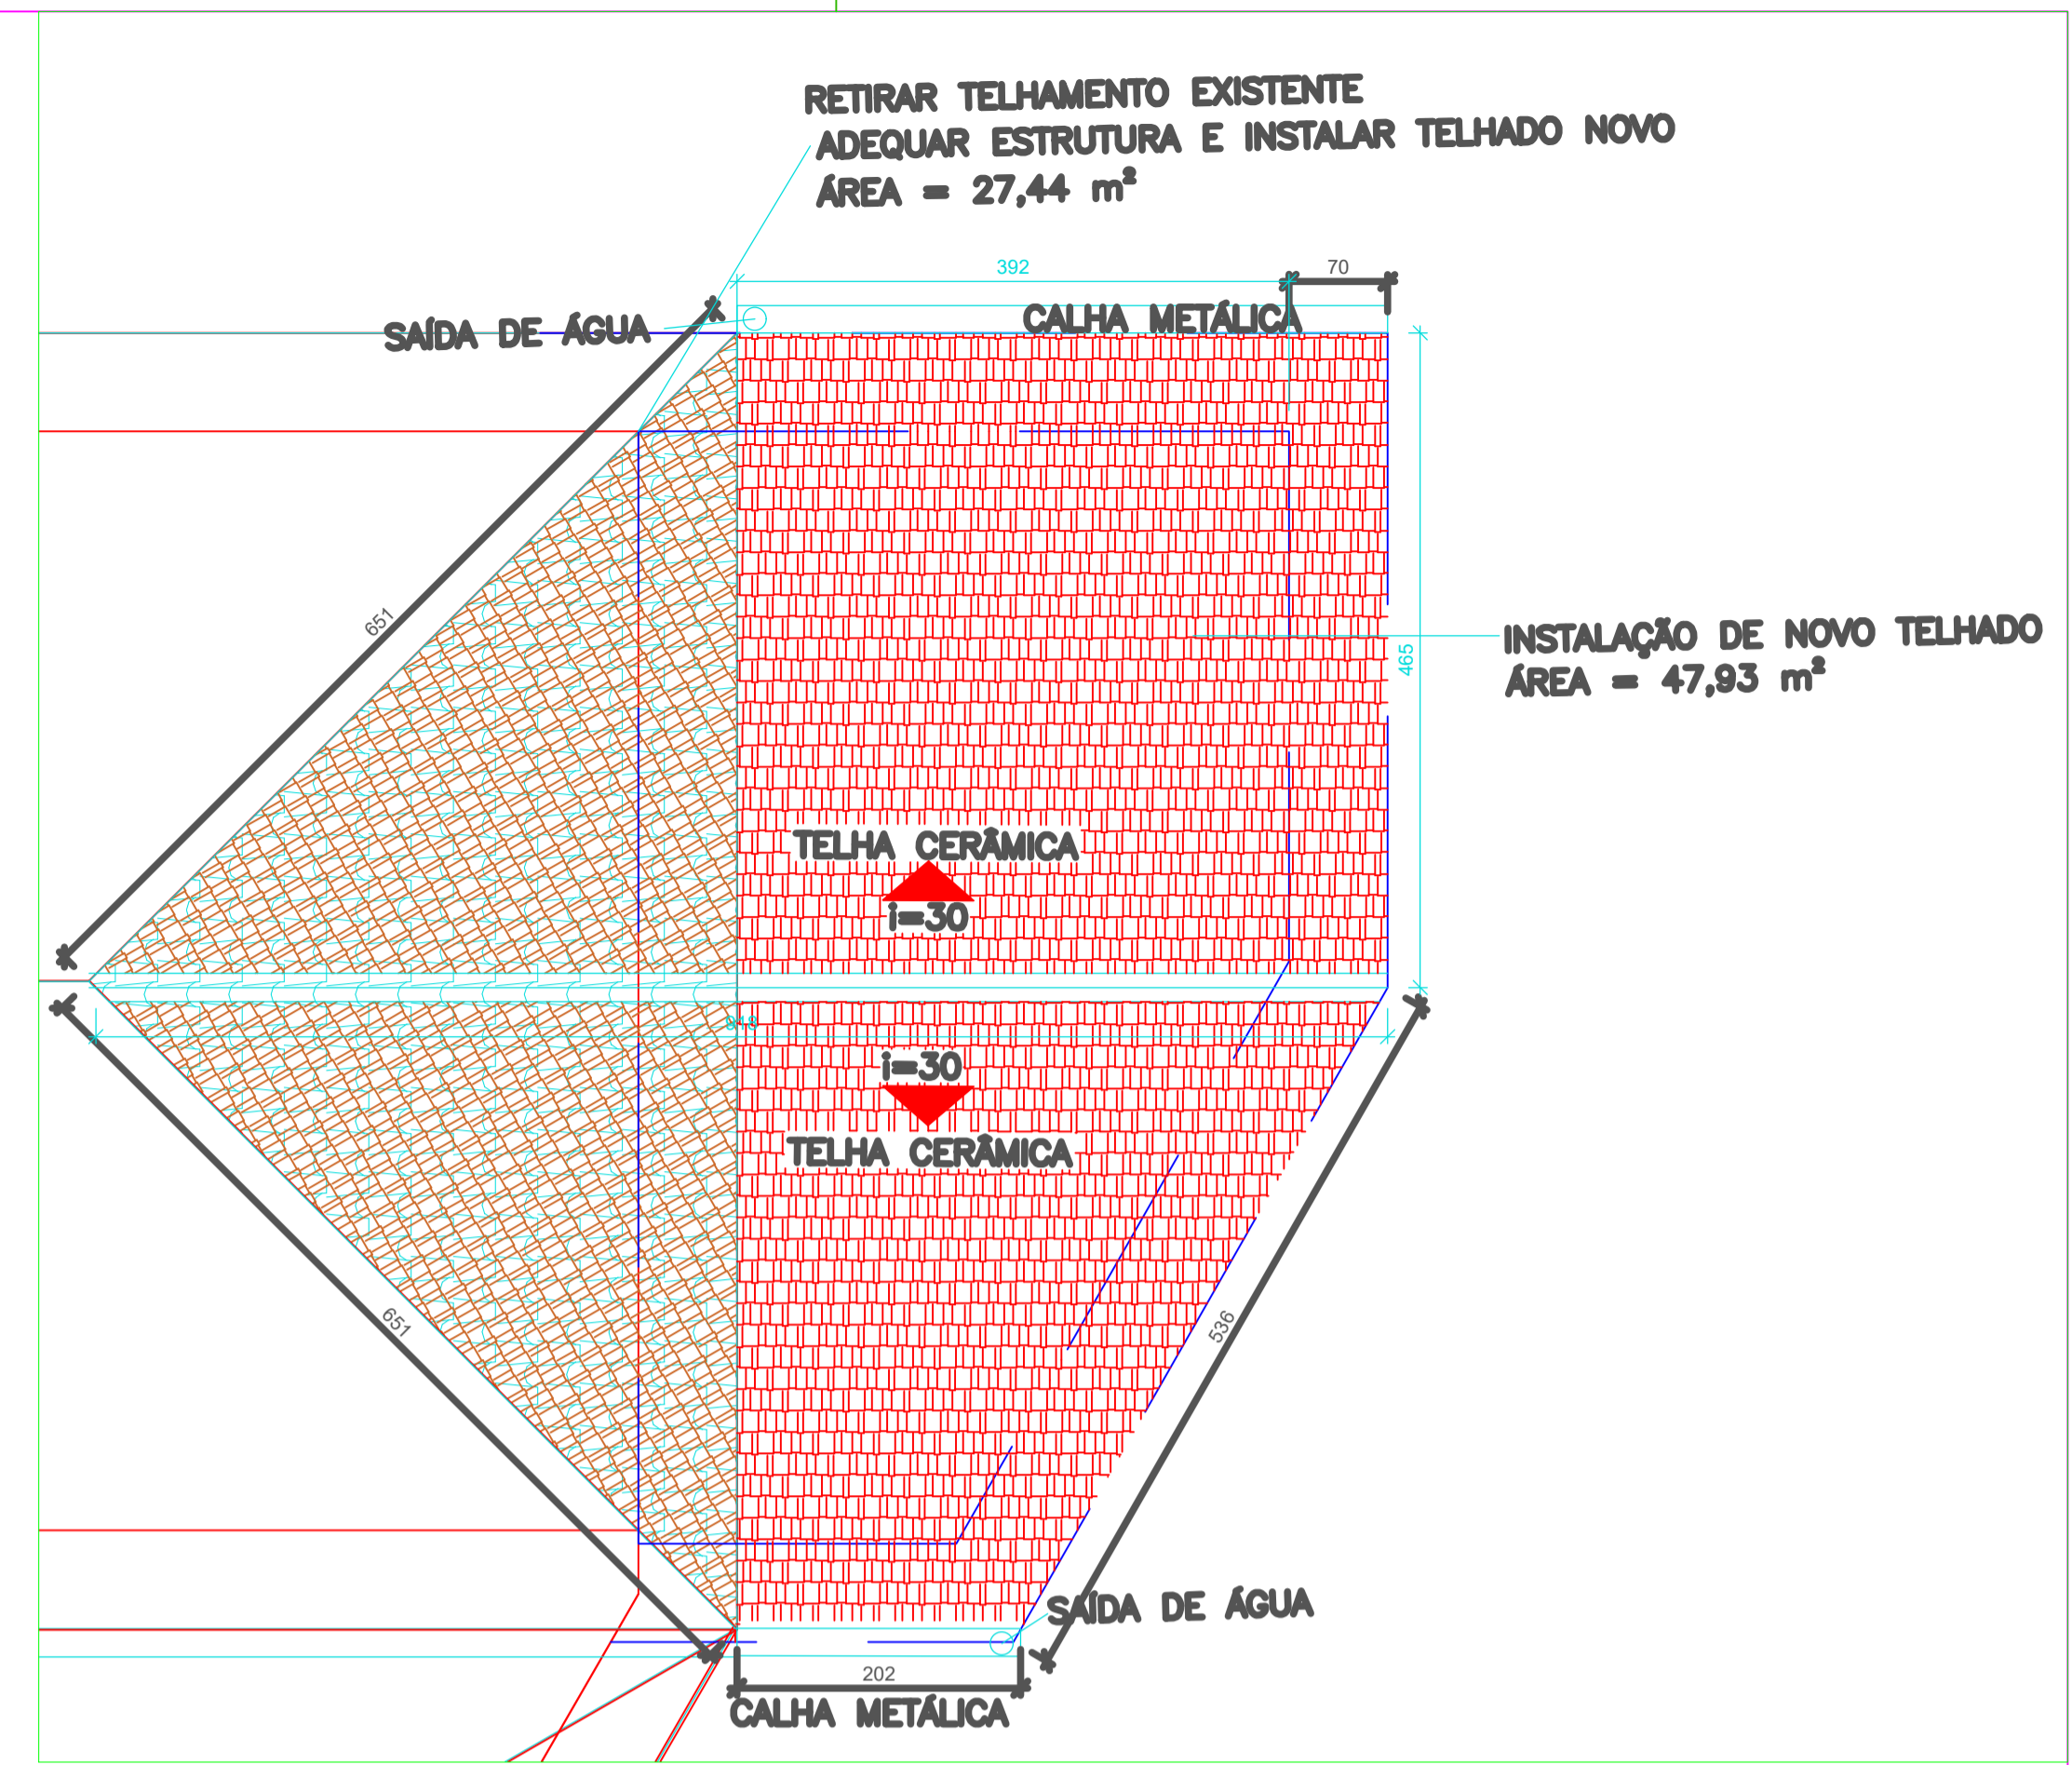 RETIRAR TELHAMENTO EXISTENTE
ADEQUAR ESTRUTURA E INSTALAR TELHADO NOVO
ÁREA = 27,44 m²
392
70
SAÍDA DE ÁGUA
CALHA METÁLICA
651
465
INSTALAÇÃO DE NOVO TELHADO
ÁREA = 47,93 m²
TELHA CERÂMICA
i=30
i=30
TELHA CERÂMICA
651
536
SAÍDA DE ÁGUA
202
CALHA METÁLICA